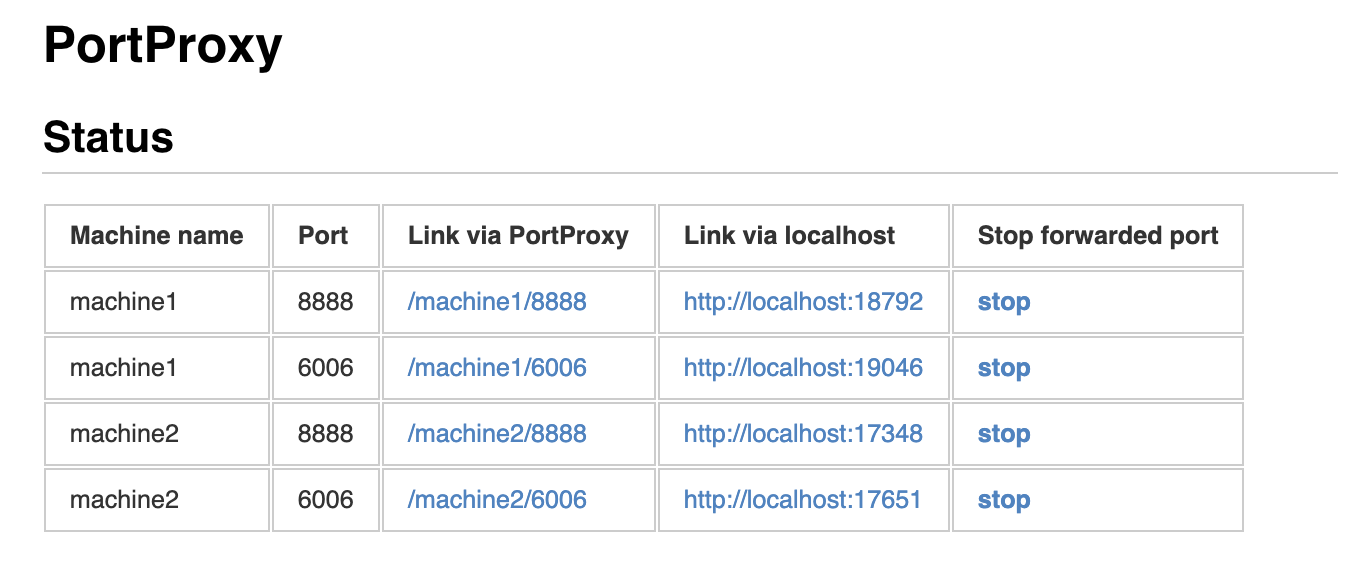 PortProxy
Status
Machine name Port Link via PortProxy Link via localhost Stop forwarded port
machine1 8888 /machine1/8888 http://localhost:18792 stop
machine1 6006 /machine1/6006 http://localhost:19046 stop
machine2 8888 /machine2/8888 http://localhost:17348 stop
machine2 6006 /machine2/6006 http://localhost:17651 stop